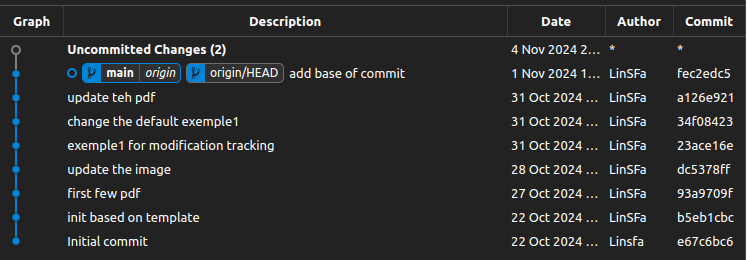 Graph Description Date Author Commit
Uncommitted Changes (2) 4 Nov 2024 2... * *
main origin origin/HEAD add base of commit 1 Nov 2024 1... LinSFa fec2edc5
update teh pdf 31 Oct 2024 ... LinSFa a126e921
change the default exemple1 31 Oct 2024 ... LinSFa 34f08423
exemple1 for modification tracking 31 Oct 2024 ... LinSFa 23ace16e
update the image 28 Oct 2024 ... LinSFa dc5378ff
first few pdf 27 Oct 2024 ... LinSFa 93a9709f
init based on template 22 Oct 2024 ... LinSFa b5eb1cbc
Initial commit 22 Oct 2024 ... Linsfa e67c6bc6